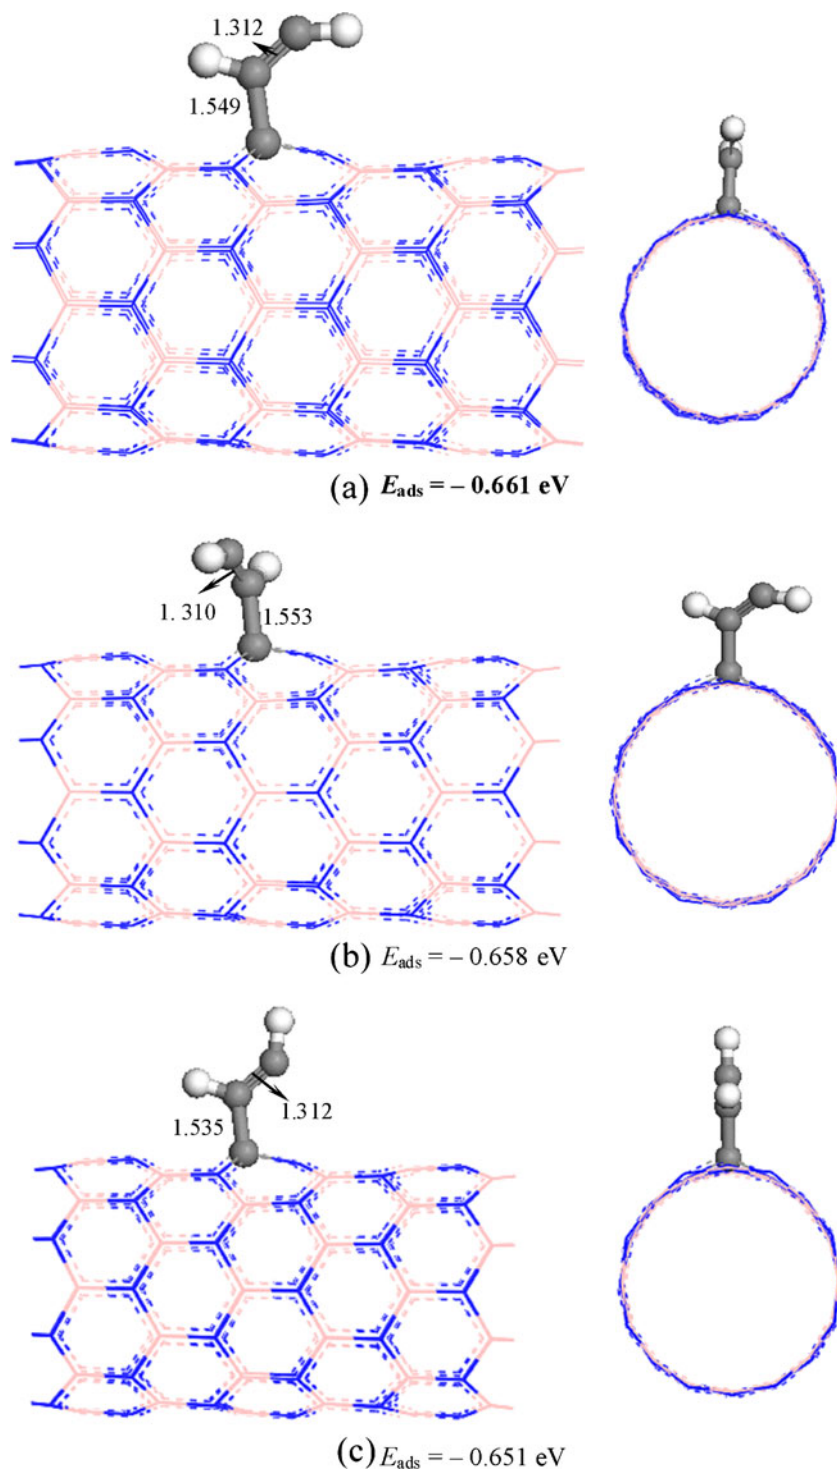 1.312
1.549
(a) Eads = – 0.661 eV
1. 310
1.553
(b) Eads = – 0.658 eV
1.312
1.535
(c) Eads = – 0.651 eV